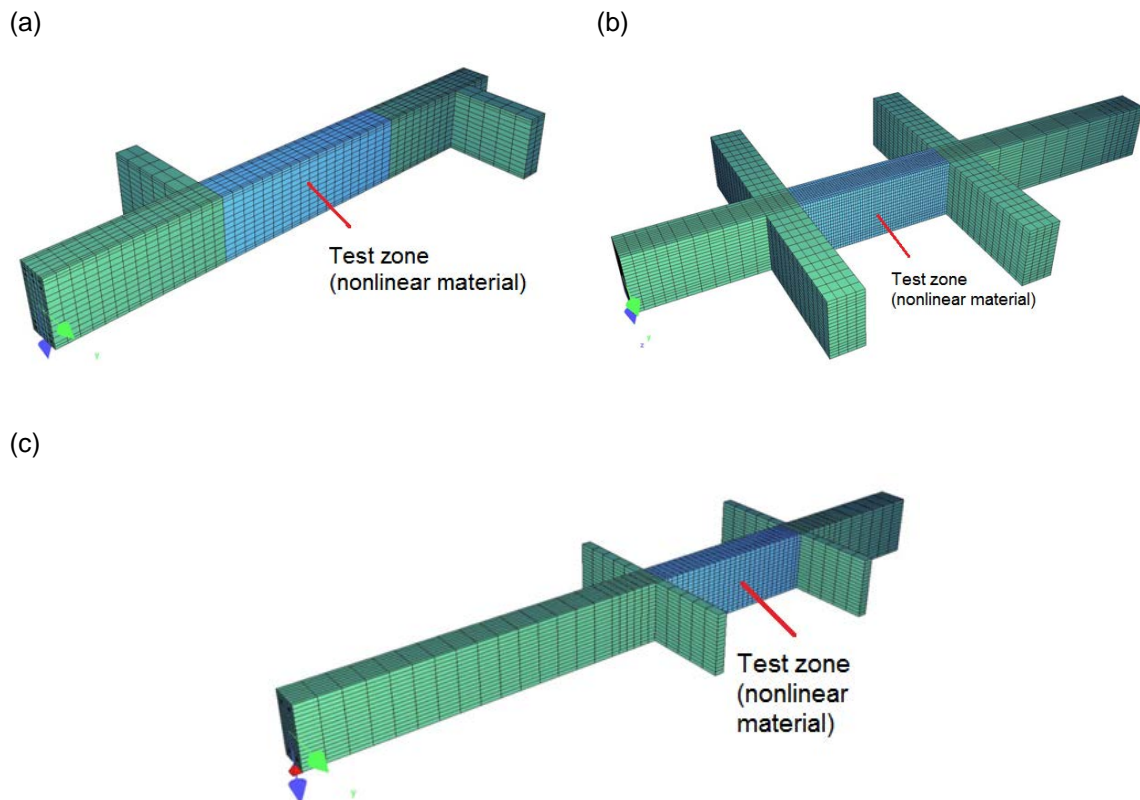 (a)
(b)
Test zone
(nonlinear material)
y
Test zone
(nonlinear material)
y
z
(c)
Test zone
(nonlinear
material)
y